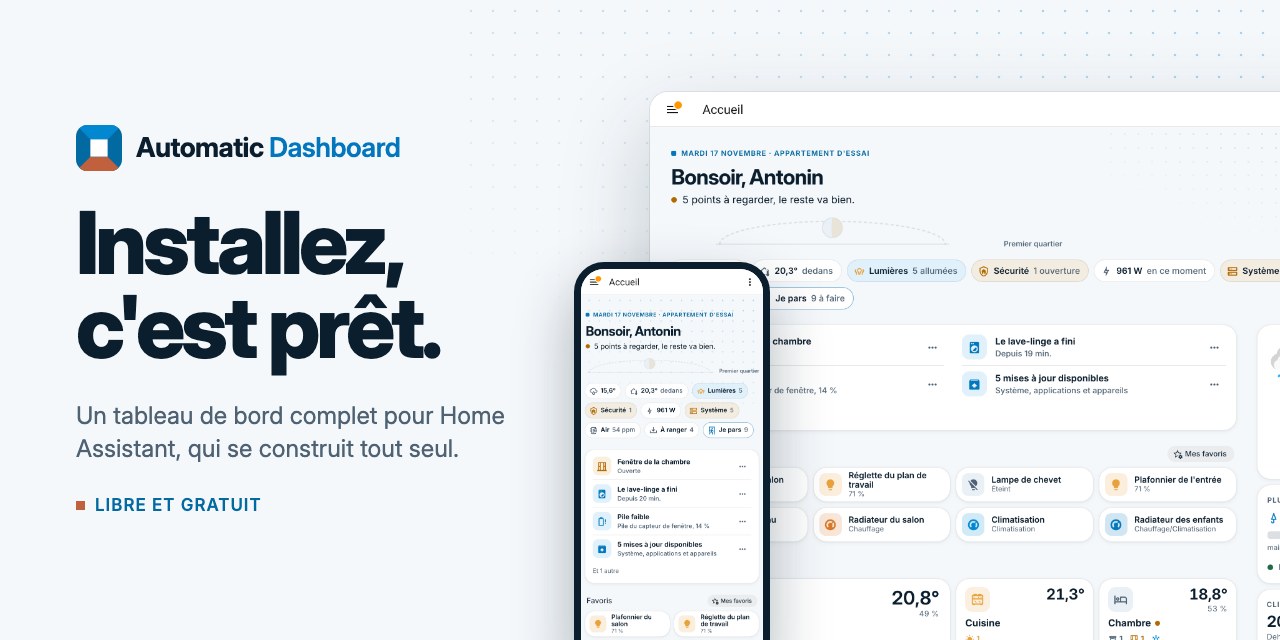 Automatic Dashboard
Installez,
c'est prêt.
Un tableau de bord complet pour Home
Assistant, qui se construit tout seul.
LIBRE ET GRATUIT
Accueil
MARDI 17 NOVEMBRE · APPARTEMENT D'ESSAI
Bonsoir, Antonin
5 points à regarder, le reste va bien.
Premier quartier
20,3° dedans
Lumières 5 allumées
Sécurité 1 ouverture
961 W en ce moment
Système
Je pars 9 à faire
chambre
Le lave-linge a fini
Depuis 19 min.
de fenêtre, 14 %
5 mises à jour disponibles
Système, applications et appareils
Mes favoris
Réglette du plan de
travail
71 %
Lampe de chevet
Éteint
Plafonnier de l'entrée
71 %
Radiateur du salon
Chauffage
Climatisation
Climatisation
Radiateur des enfants
Chauffage/Climatisation
20,8°
49 %
21,3°
Cuisine
1
18,8°
53 %
Chambre
1
1
Accueil
MARDI 17 NOVEMBRE · APPARTEMENT D'ESSAI
Bonsoir, Antonin
5 points à regarder, le reste va bien.
Premier quartier
15,6°
20,3° dedans
Lumières 5
Sécurité 1
961 W
Système 5
Air 54 ppm
À ranger 4
Je pars 9
Fenêtre de la chambre
Ouverte
Le lave-linge a fini
Depuis 20 min.
Pile faible
Pile du capteur de fenêtre, 14 %
5 mises à jour disponibles
Système, applications et appareils
Et 1 autre
Favoris
Mes favoris
Plafonnier du
salon
71 %
Réglette du plan
de travail
71 %